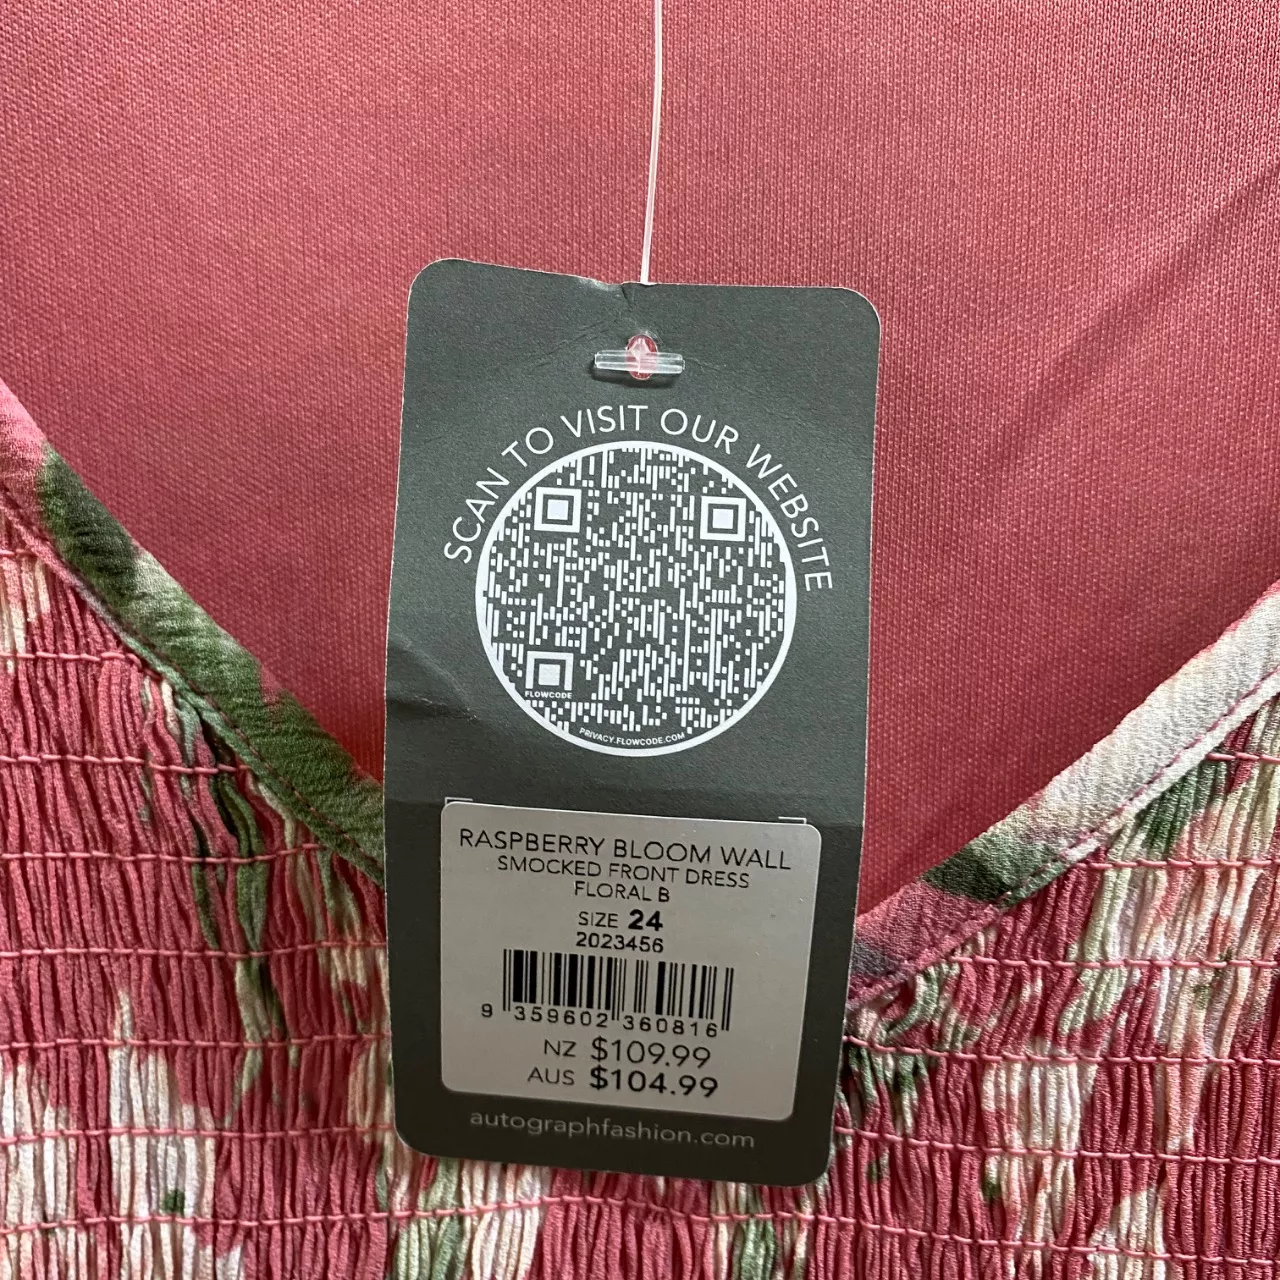 SCAN TO VISIT OUR WEBSITE
FLOWCODE
PRIVACY.FLOWCODE.COM
RASPBERRY BLOOM WALL
SMOCKED FRONT DRESS
FLORAL B
SIZE 24
2023456
9 359602 360816
NZ $109.99
AUS $104.99
autographfashion.com